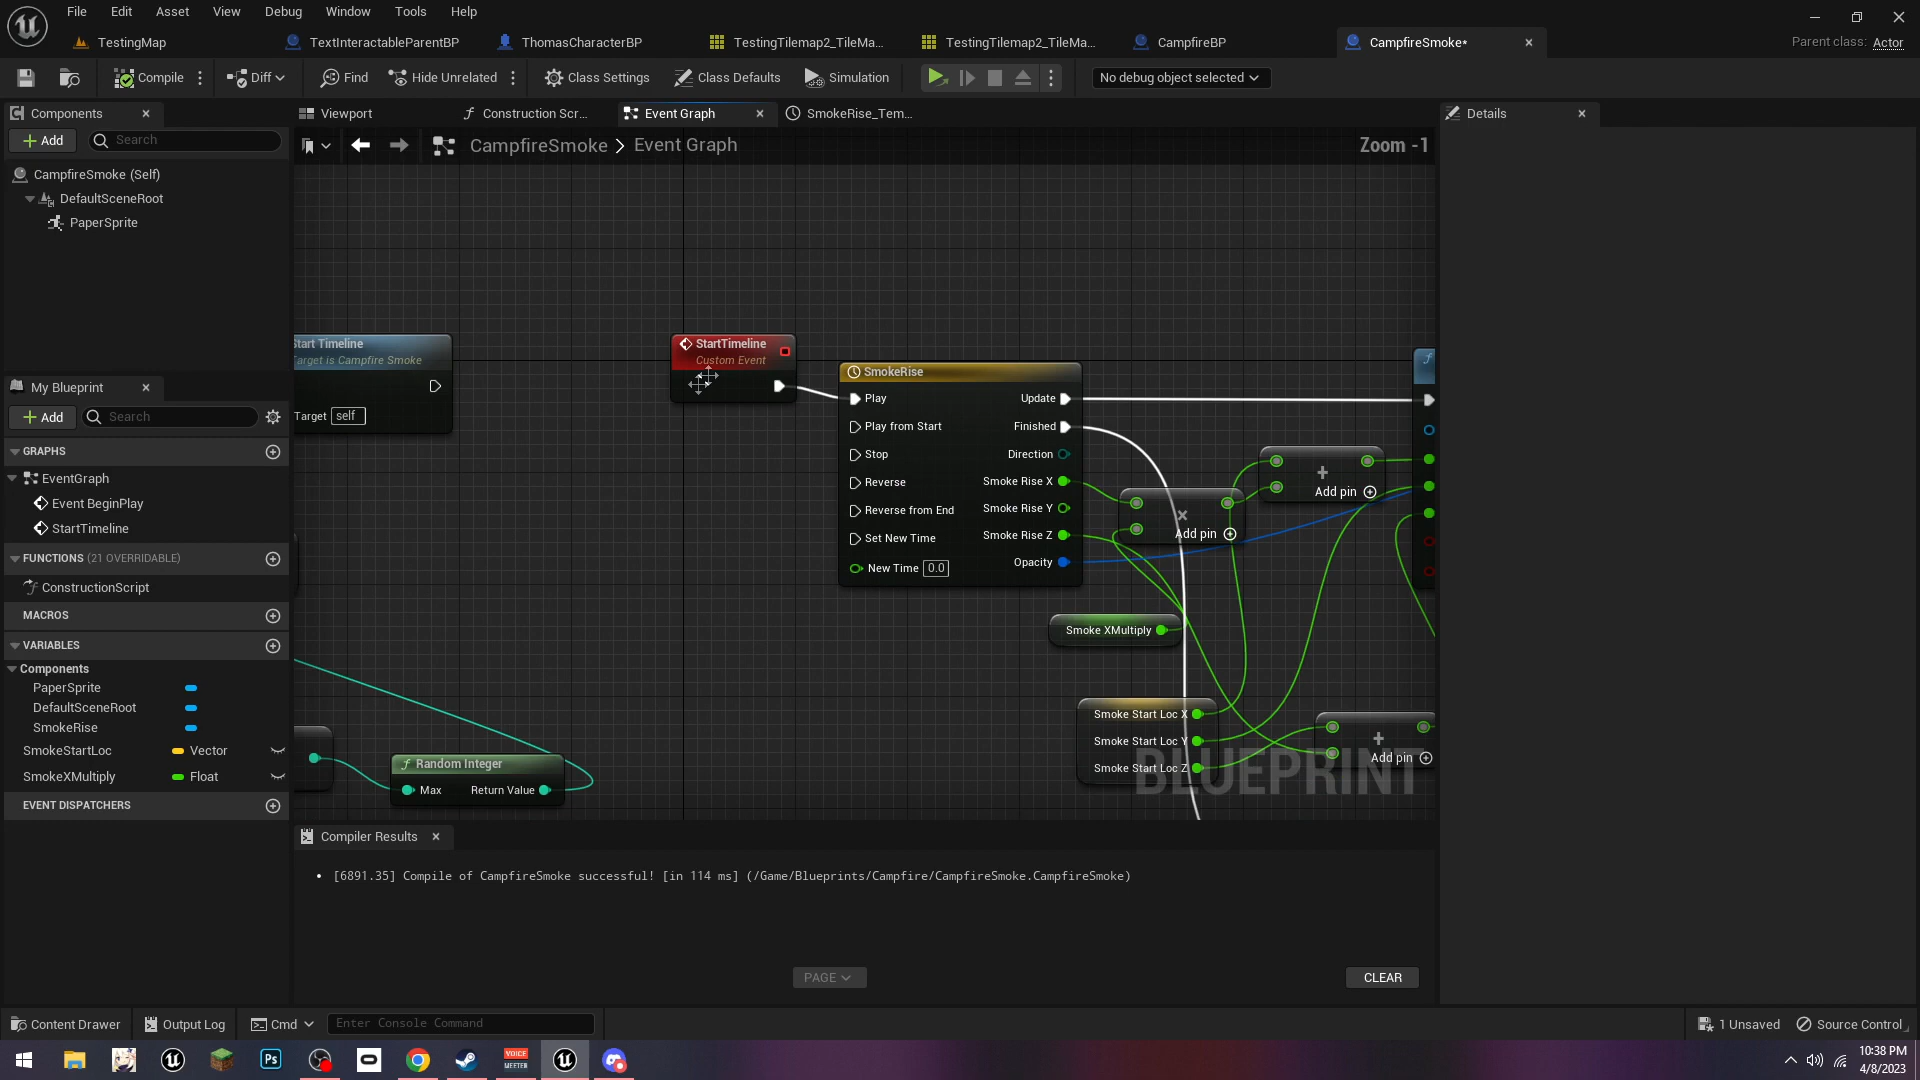 File Edit Asset View Debug Window Tools Help
TestingMap TextInteractableParentBP ThomasCharacterBP TestingTilemap2_TileMa... TestingTilemap2_TileMa... CampfireBP CampfireSmoke* Parent class: Actor
Compile Diff Find Hide Unrelated Class Settings Class Defaults Simulation No debug object selected
Components
Add Search
CampfireSmoke (Self)
DefaultSceneRoot
PaperSprite
My Blueprint
Add Search
GRAPHS
EventGraph
Event BeginPlay
StartTimeline
FUNCTIONS (21 OVERRIDABLE)
ConstructionScript
MACROS
VARIABLES
Components
PaperSprite
DefaultSceneRoot
SmokeRise
SmokeStartLoc Vector
SmokeXMultiply Float
EVENT DISPATCHERS
Viewport Construction Scr... Event Graph SmokeRise_Tem...
CampfireSmoke > Event Graph Zoom -1
Start Timeline
Target is Campfire Smoke
Target self
StartTimeline
Custom Event
SmokeRise
Play Update
Play from Start Finished
Stop Direction
Reverse Smoke Rise X
Reverse from End Smoke Rise Y
Set New Time Smoke Rise Z
New Time 0.0 Opacity
Add pin
Add pin
Smoke XMultiply
Smoke Start Loc X
Smoke Start Loc Y
Smoke Start Loc Z
Add pin
BLUEPRINT
Random Integer
Max Return Value
Compiler Results
[6891.35] Compile of CampfireSmoke successful! [in 114 ms] (/Game/Blueprints/Campfire/CampfireSmoke.CampfireSmoke)
PAGE CLEAR
Details
Content Drawer Output Log Cmd Enter Console Command 1 Unsaved Source Control
Ps
VOICE
MEETER
10:38 PM
4/8/2023